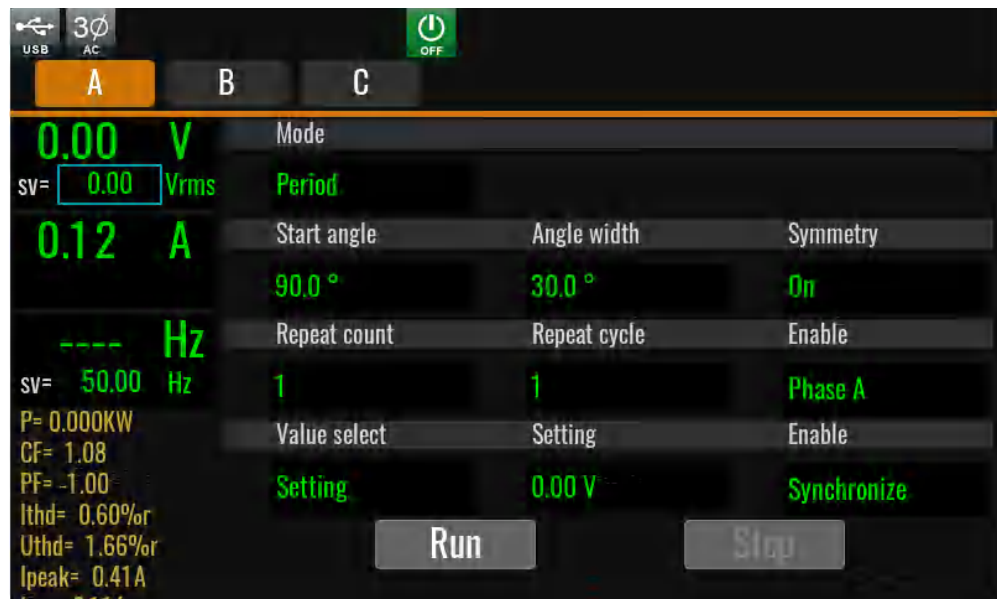 USB 3Ø AC OFF
A B C
0.00 V
sv= 0.00 Vrms
0.12 A
---- Hz
sv= 50.00 Hz
P= 0.000KW
CF= 1.08
PF= -1.00
Ithd= 0.60%r
Uthd= 1.66%r
Ipeak= 0.41A
Mode
Period
Start angle Angle width Symmetry
90.0 ° 30.0 ° On
Repeat count Repeat cycle Enable
1 1 Phase A
Value select Setting Enable
Setting 0.00 V Synchronize
Run Stop